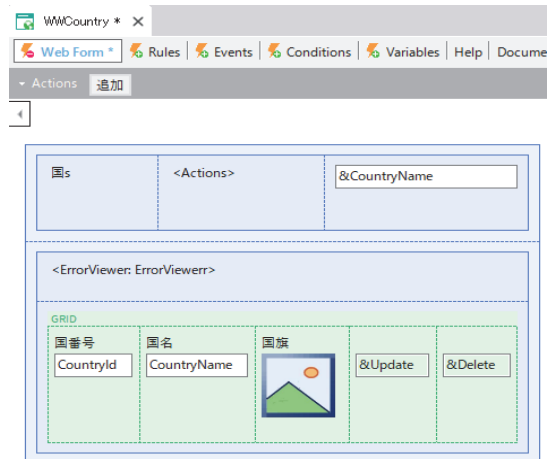 WWCountry *
Web Form * Rules Events Conditions Variables Help Docume
Actions 追加
国s <Actions> &CountryName
<ErrorViewer: ErrorViewerr>
GRID
国番号 国名 国旗
CountryId CountryName &Update &Delete